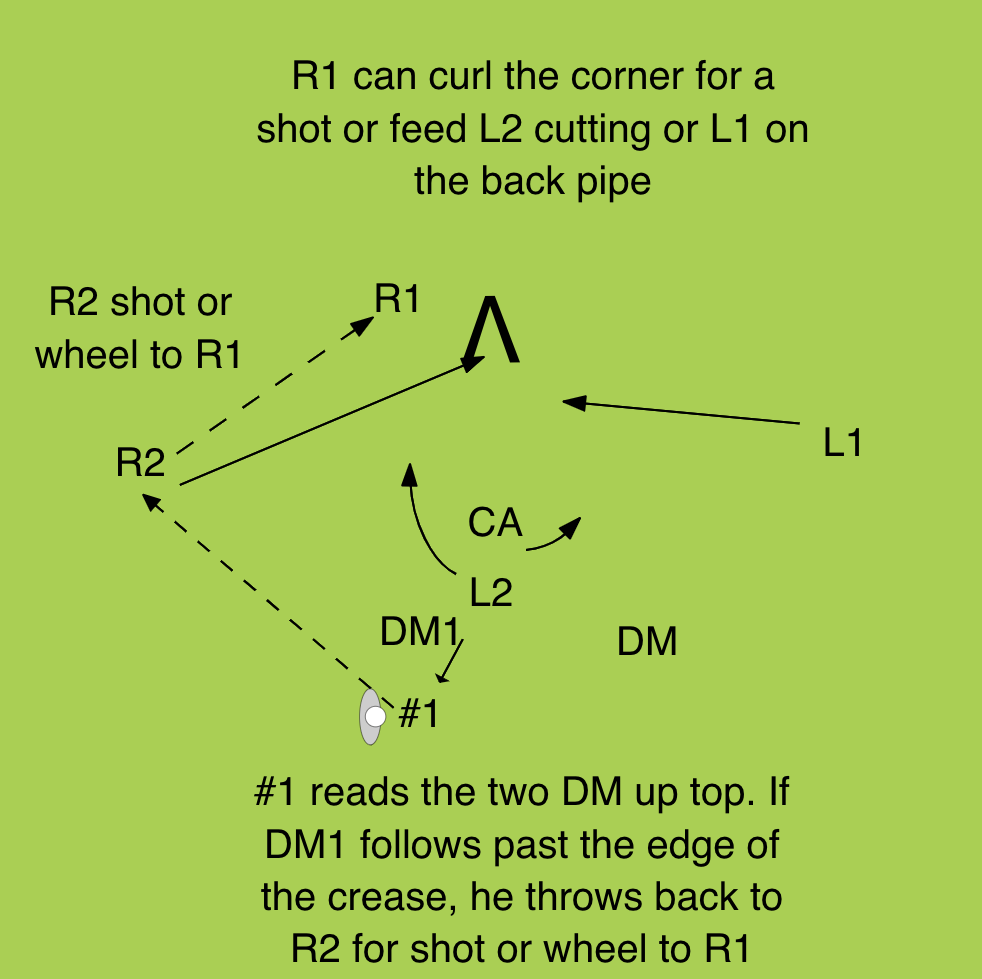 R1 can curl the corner for a
shot or feed L2 cutting or L1 on
the back pipe
R2 shot or
wheel to R1
R1
Λ
R2
L1
CA
L2
DM1
DM
#1
#1 reads the two DM up top. If
DM1 follows past the edge of
the crease, he throws back to
R2 for shot or wheel to R1